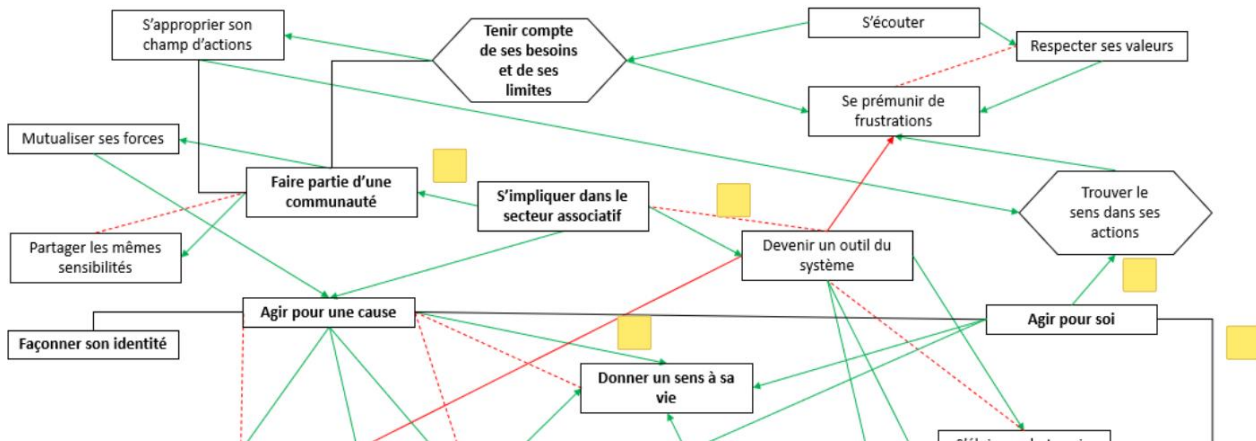 S'approprier son
champ d'actions
Tenir compte
de ses besoins
et de ses
limites
S'écouter
Respecter ses valeurs
Se prémunir de
frustrations
Mutualiser ses forces
Faire partie d'une
communauté
S'impliquer dans le
secteur associatif
Trouver le
sens dans ses
actions
Partager les mêmes
sensibilités
Devenir un outil du
système
Agir pour une cause
Agir pour soi
Façonner son identité
Donner un sens à sa
vie